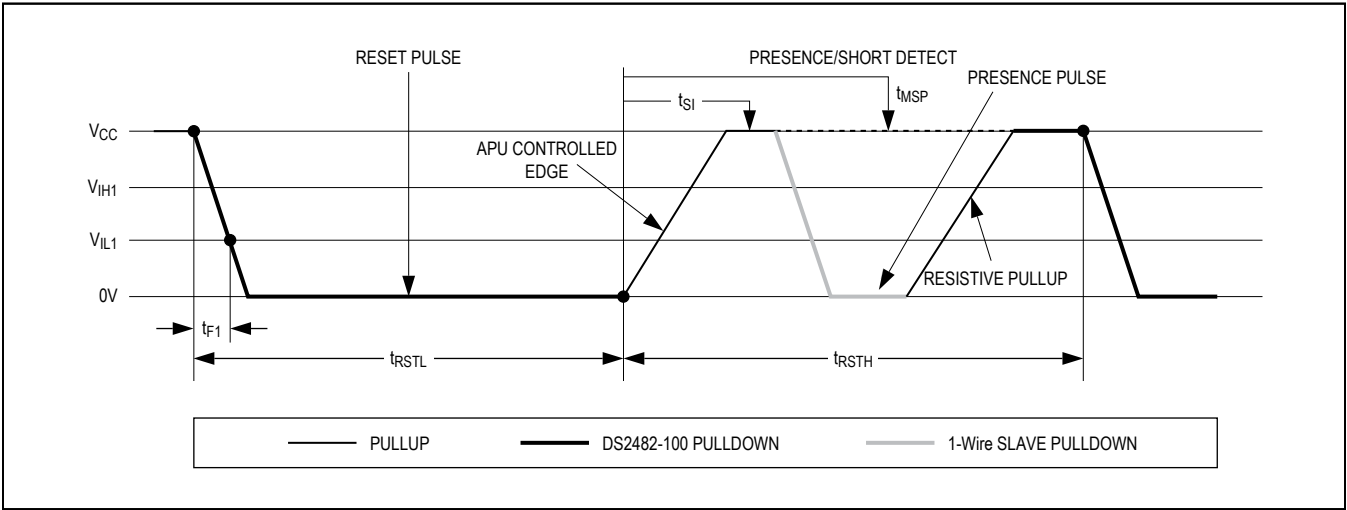 RESET PULSE
PRESENCE/SHORT DETECT
PRESENCE PULSE
tMSP
tSI
VCC
APU CONTROLLED
EDGE
VIH1
VIL1
RESISTIVE PULLUP
0V
tF1
tRSTL
tRSTH
PULLUP
DS2482-100 PULLDOWN
1-Wire SLAVE PULLDOWN